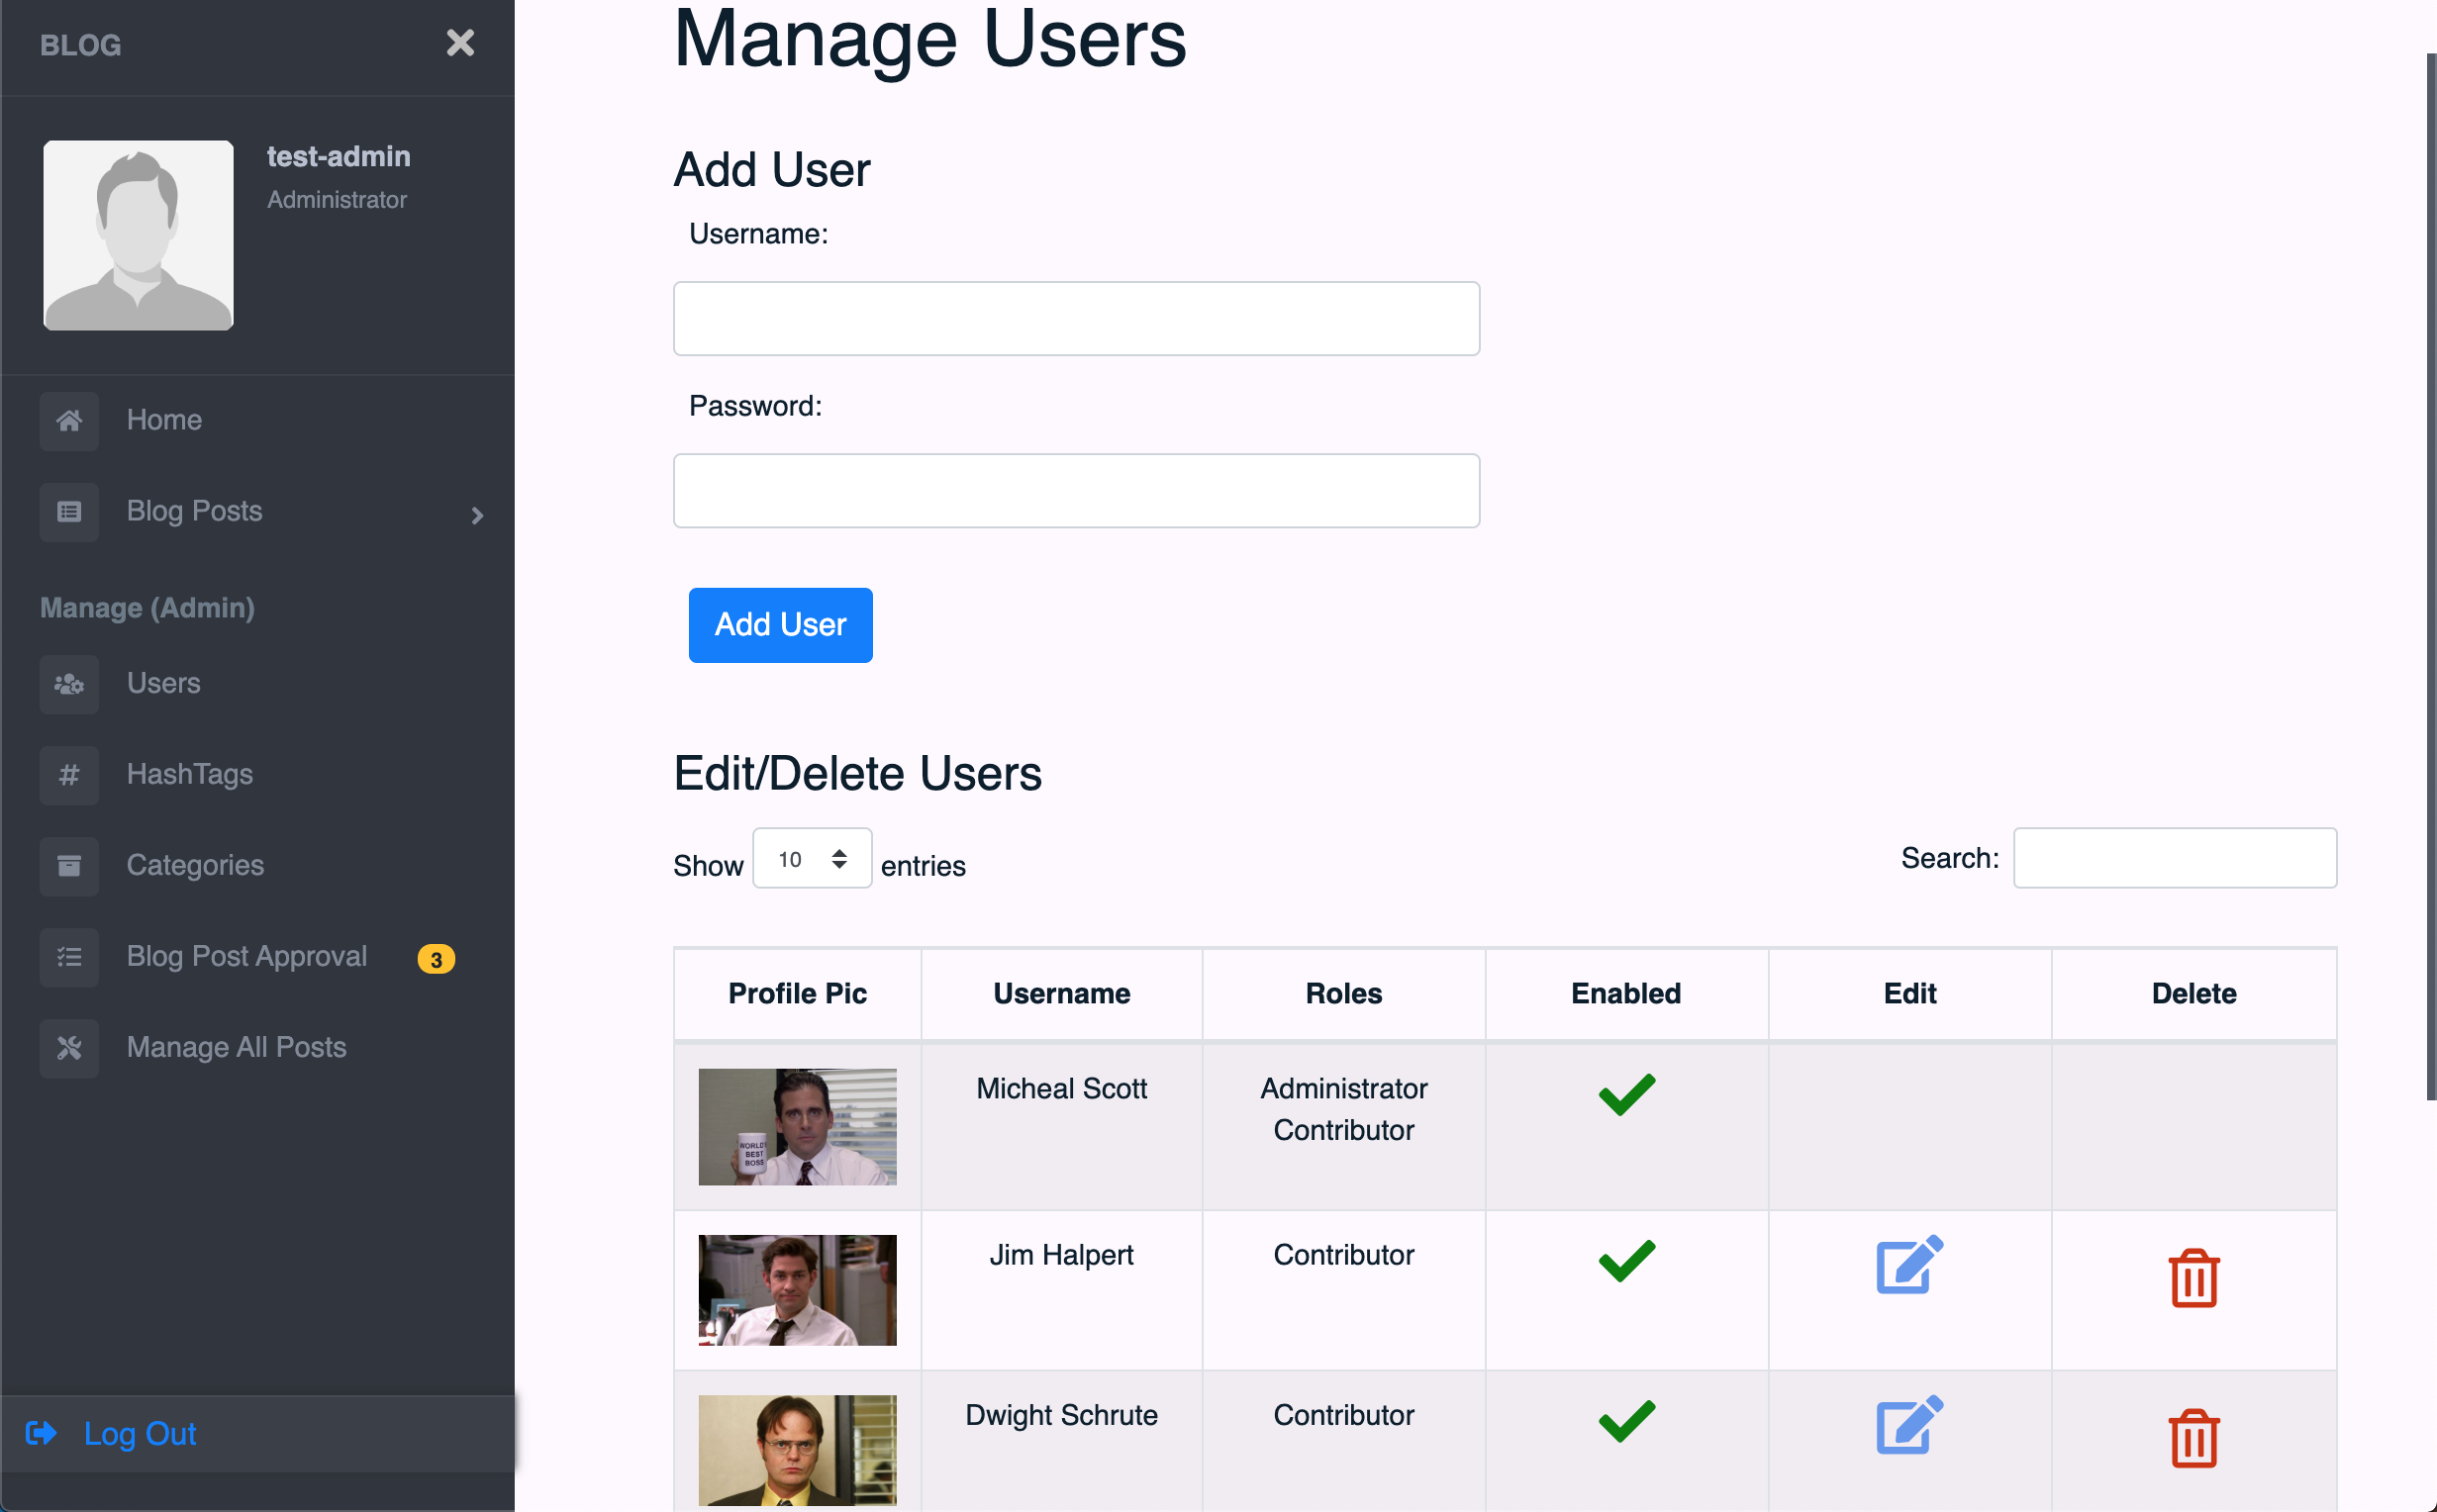 BLOG
test-admin
Administrator
Home
Blog Posts
Manage (Admin)
Users
# HashTags
Categories
Blog Post Approval 3
Manage All Posts
Log Out
Manage Users
Add User
Username:
Password:
Add User
Edit/Delete Users
Show 10 entries
Search:
Profile Pic Username Roles Enabled Edit Delete
WORLD'S
BEST
BOSS
Micheal Scott Administrator
Contributor
Jim Halpert Contributor
Dwight Schrute Contributor